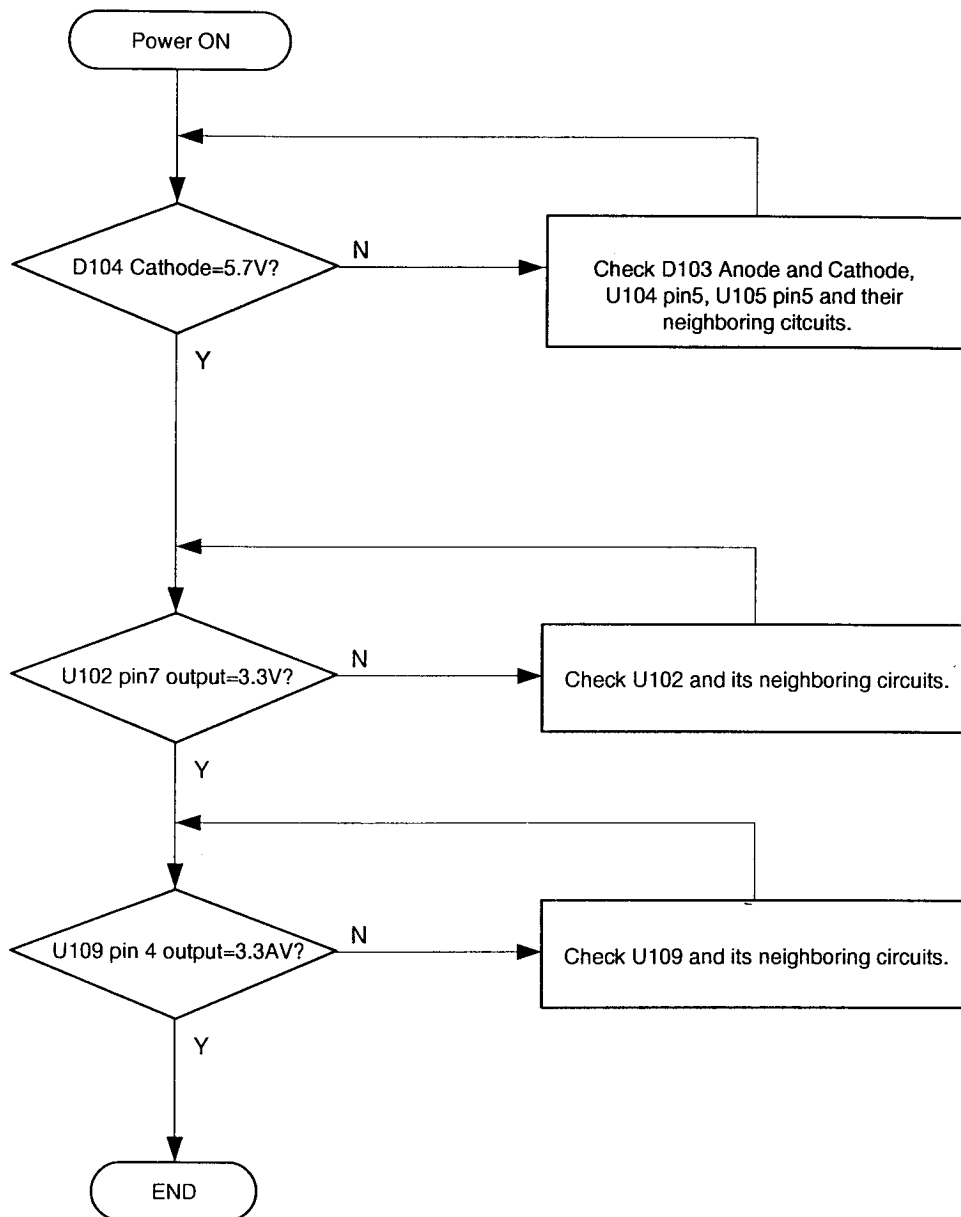 Power ON
D104 Cathode=5.7V?
N
Check D103 Anode and Cathode,
U104 pin5, U105 pin5 and their
neighboring citcuits.
Y
U102 pin7 output=3.3V?
N
Check U102 and its neighboring circuits.
Y
U109 pin 4 output=3.3AV?
N
Check U109 and its neighboring circuits.
Y
END